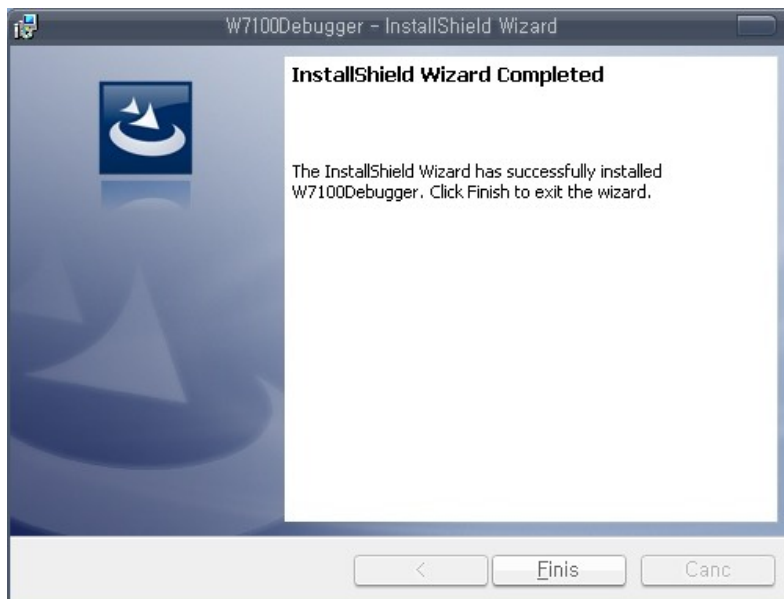 W7100Debugger - InstallShield Wizard
InstallShield Wizard Completed
The InstallShield Wizard has successfully installed
W7100Debugger. Click Finish to exit the wizard.
<
Finis
Canc